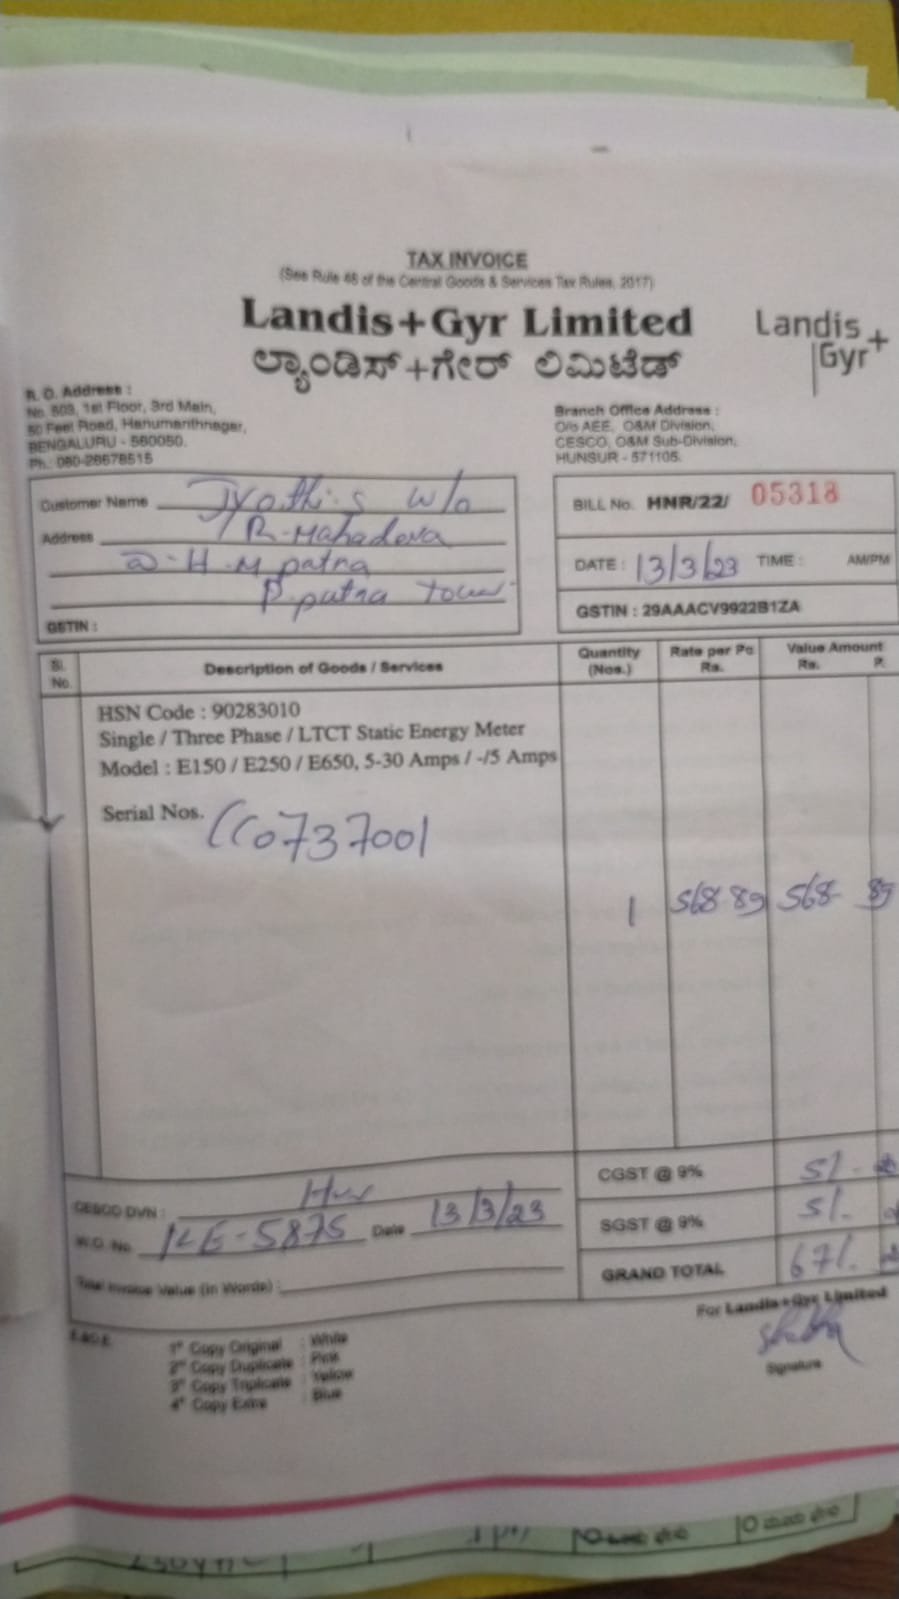 TAX INVOICE
(See Rule 46 of the Central Goods & Services Tax Rules, 2017)
Landis+Gyr Limited
ಲ್ಯಾಂಡಿಸ್+ಗೇರ್ ಲಿಮಿಟೆಡ್
Landis+
Gyr+
R. O. Address :
No. 603, 1st Floor, 3rd Main,
50 Feet Road, Hanumanthnagar,
BENGALURU - 560050.
Ph.: 080-26678515
Branch Office Address :
O/o AEE, O&M Division,
CESCO, O&M Sub-Division,
HUNSUR - 571105.
Customer Name Jyothi.s w/o
Address R-Mahadeva
H.M patna
P.patna town
GSTIN :
BILL No. HNR/22/ 05318
DATE : 13/3/23 TIME : AM/PM
GSTIN : 29AAACV9922B1ZA
Sl. No. Description of Goods / Services Quantity (Nos.) Rate per Pc Rs. Value Amount Rs. P.
HSN Code : 90283010
Single / Three Phase / LTCT Static Energy Meter
Model : E150 / E250 / E650, 5-30 Amps / -/5 Amps
Serial Nos. CC0737001
1 568-89 568- 89
CGST @ 9% 51.
SGST @ 9% 51.
GRAND TOTAL 671.
CESCO DVN : Hnr
W.O. No. Date 13/3/23
Total Invoice Value (in Words) :
For Landis+Gyr Limited
Signature
E.&O.E.
1st Copy Original : White
2nd Copy Duplicate : Pink
3rd Copy Triplicate : Yellow
4th Copy Extra : Blue